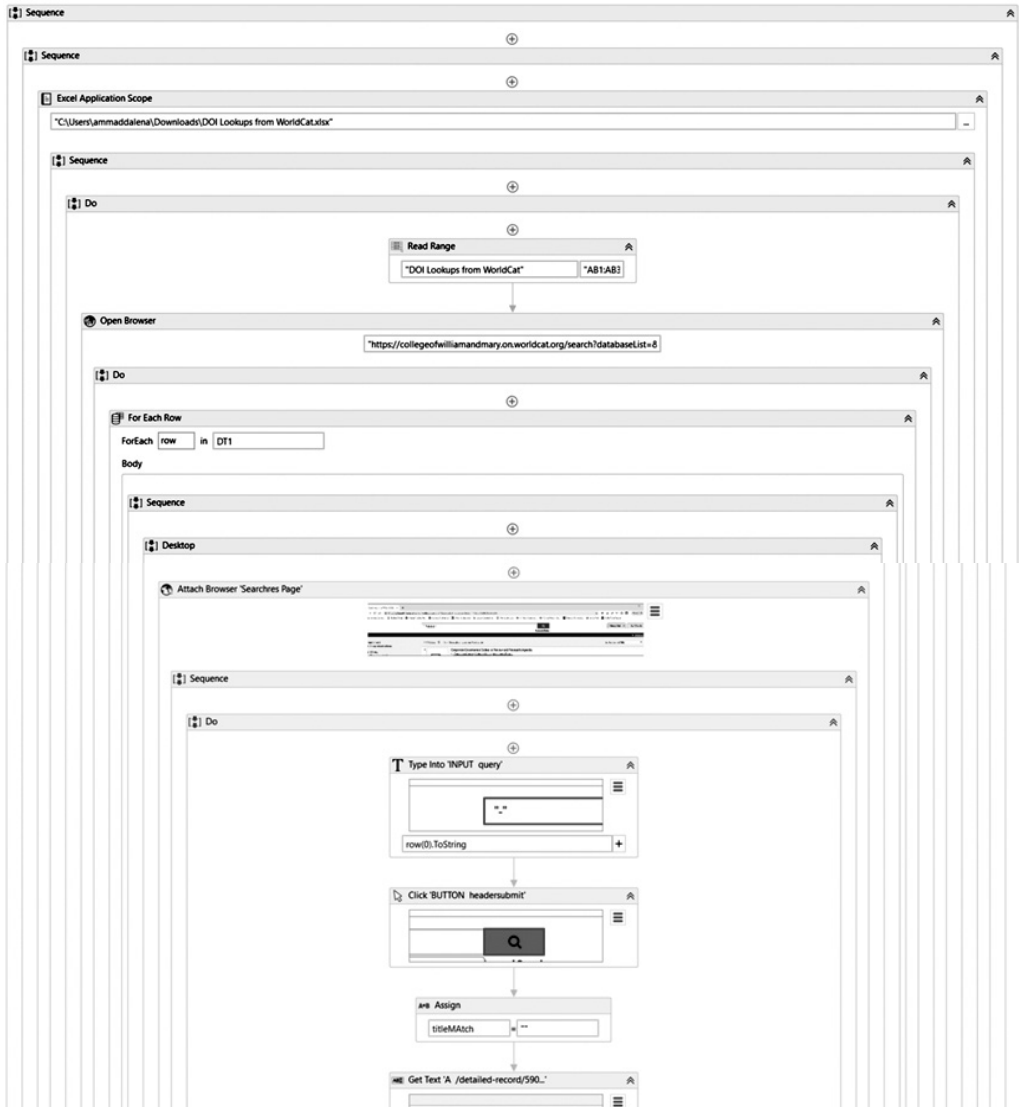 Sequence
Sequence
Excel Application Scope
"C:\Users\ammaddalena\Downloads\DOI Lookups from WorldCat.xlsx"
Sequence
Do
Read Range
"DOI Lookups from WorldCat" "AB1:AB3
Open Browser
"https://collegeofwilliamandmary.on.worldcat.org/search?databaseList=8
Do
For Each Row
ForEach row in DT1
Body
Sequence
Desktop
Attach Browser 'Searchres Page'
Sequence
Do
Type Into 'INPUT query'
row(0).ToString
Click 'BUTTON headersubmit'
A+B Assign
titleMAtch = ""
Get Text 'A /detailed-record/590...'